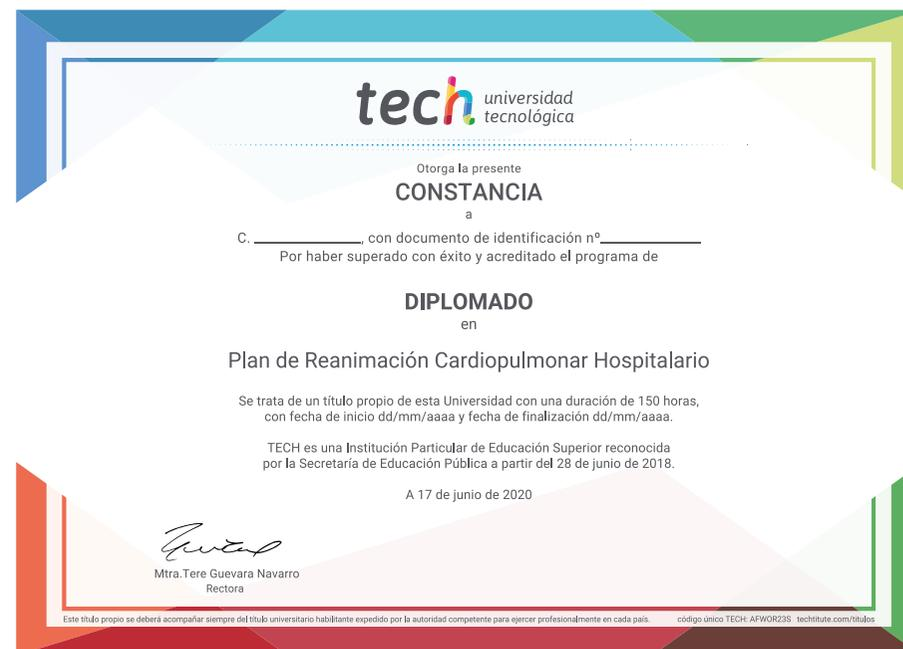 tech universidad
tecnológica
Otorga la presente
CONSTANCIA
a
C. ____________, con documento de identificación nº____________
Por haber superado con éxito y acreditado el programa de
DIPLOMADO
en
Plan de Reanimación Cardiopulmonar Hospitalario
Se trata de un título propio de esta Universidad con una duración de 150 horas,
con fecha de inicio dd/mm/aaaa y fecha de finalización dd/mm/aaaa.
TECH es una Institución Particular de Educación Superior reconocida
por la Secretaría de Educación Pública a partir del 28 de junio de 2018.
A 17 de junio de 2020
Mtra.Tere Guevara Navarro
Rectora
Este título propio se deberá acompañar siempre del título universitario habilitante expedido por la autoridad competente para ejercer profesionalmente en cada país. código único TECH: AFWOR23S techtitute.com/titulos